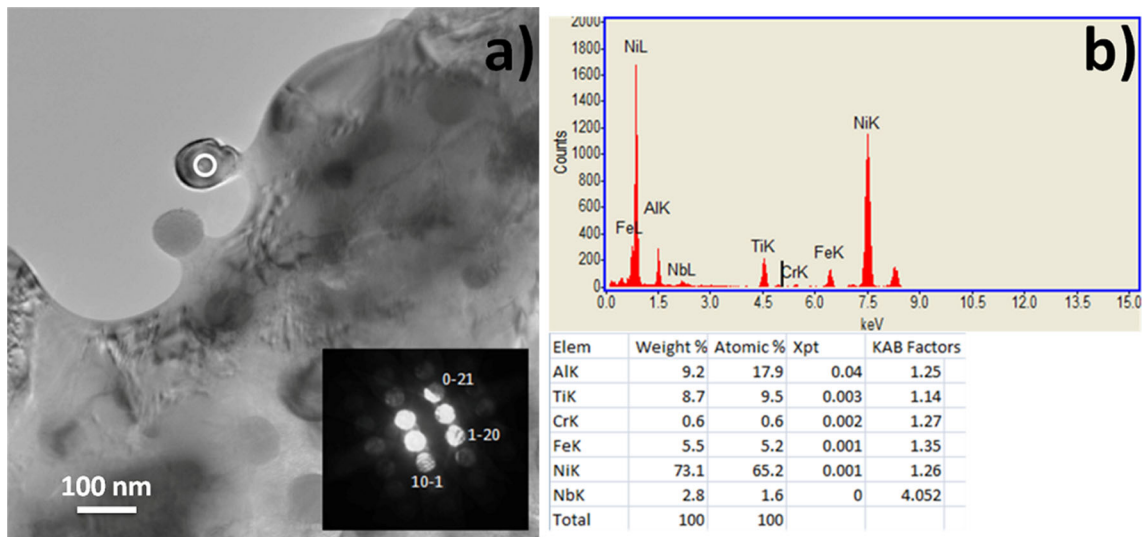 a)
0-21
1-20
10-1
100 nm
b)
2000
1800
1600
1400
1200
1000
800
600
400
200
0
Counts
NiL
FeL
AlK
NbL
TiK
CrK
FeK
NiK
0.0 1.5 3.0 4.5 6.0 7.5 9.0 10.5 12.0 13.5 15.0
keV
Elem Weight % Atomic % Xpt KAB Factors
AlK 9.2 17.9 0.04 1.25
TiK 8.7 9.5 0.003 1.14
CrK 0.6 0.6 0.002 1.27
FeK 5.5 5.2 0.001 1.35
NiK 73.1 65.2 0.001 1.26
NbK 2.8 1.6 0 4.052
Total 100 100